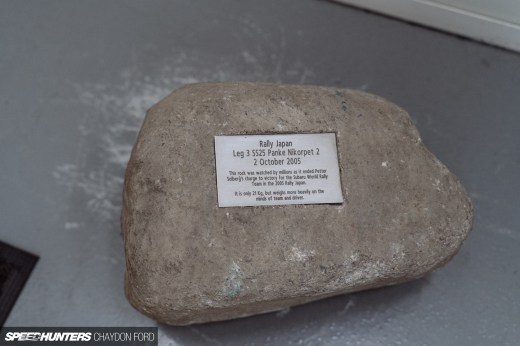 Rally Japan
Leg 3 SS25 Panke Nikorpet 2
2 October 2005
This rock was watched by millions as it ended Petter
Solberg's charge to victory for the Subaru World Rally
Team in the 2005 Rally Japan.
It is only 21Kg, but weighs more heavily on the
minds of team and driver.
SPEEDHUNTERS CHAYDON FORD